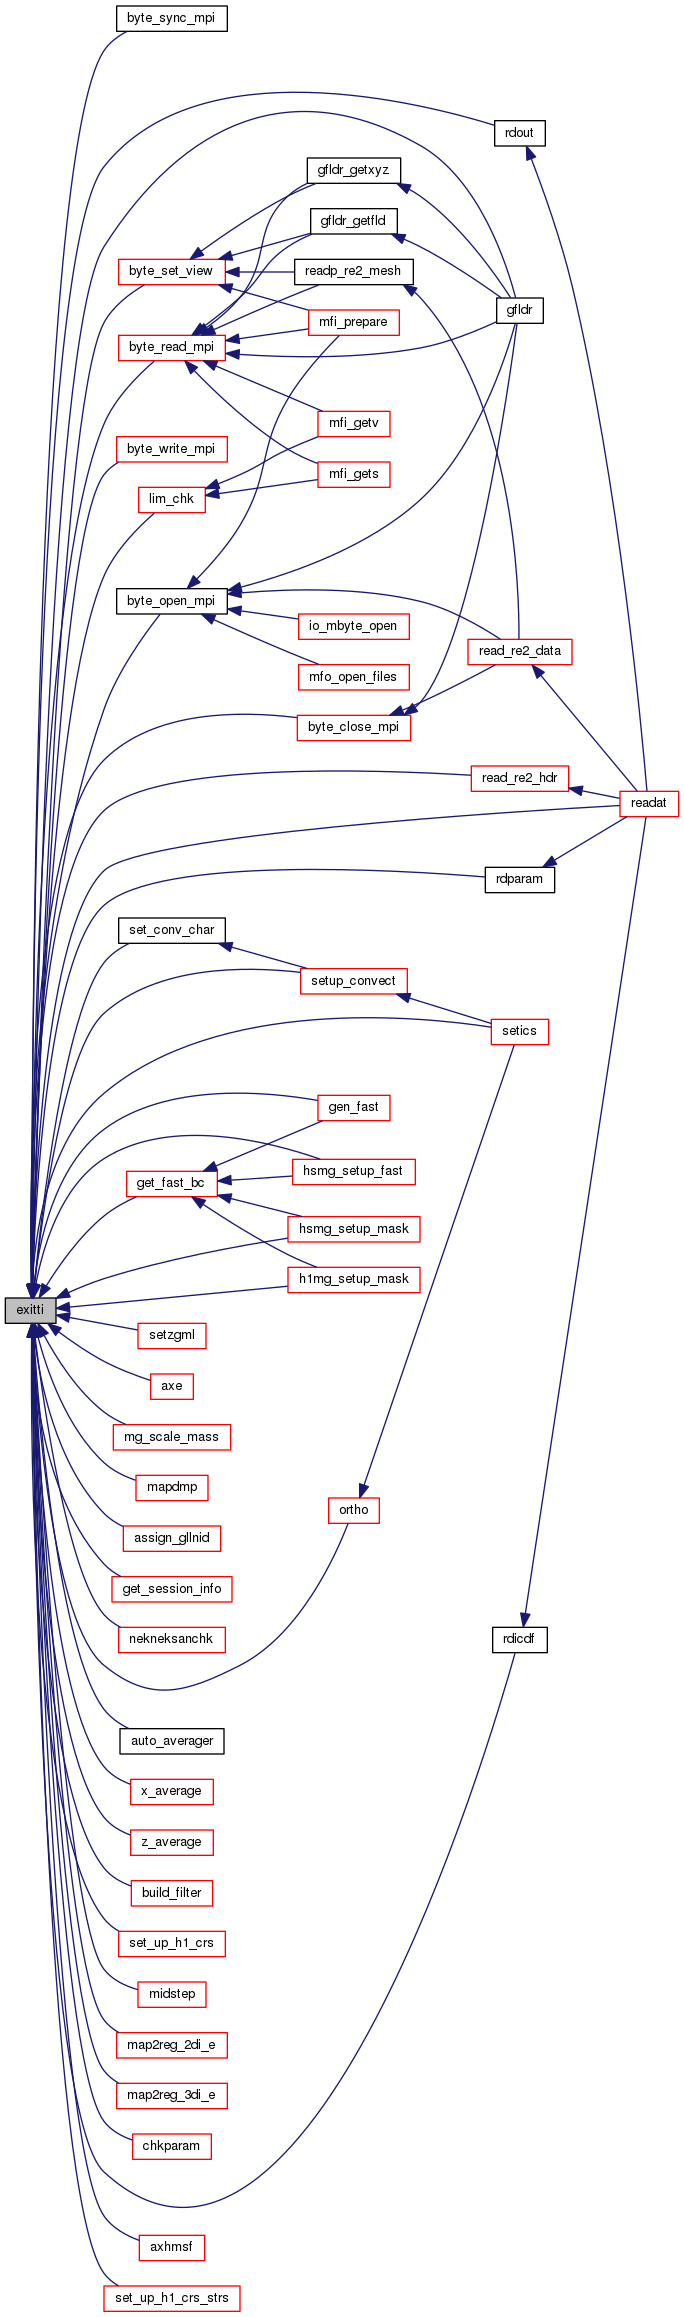 byte_sync_mpi
rdout
gfldr_getxyz
gfldr_getfld
byte_set_view
readp_re2_mesh
gfldr
mfi_prepare
byte_read_mpi
mfi_getv
byte_write_mpi
mfi_gets
lim_chk
byte_open_mpi
io_mbyte_open
read_re2_data
mfo_open_files
byte_close_mpi
read_re2_hdr
readat
rdparam
set_conv_char
setup_convect
setics
gen_fast
hsmg_setup_fast
get_fast_bc
hsmg_setup_mask
h1mg_setup_mask
exitti
setzgml
axe
mg_scale_mass
mapdmp
ortho
assign_gllnid
get_session_info
nekneksanchk
rdicdf
auto_averager
x_average
z_average
build_filter
set_up_h1_crs
midstep
map2reg_2di_e
map2reg_3di_e
chkparam
axhmsf
set_up_h1_crs_strs